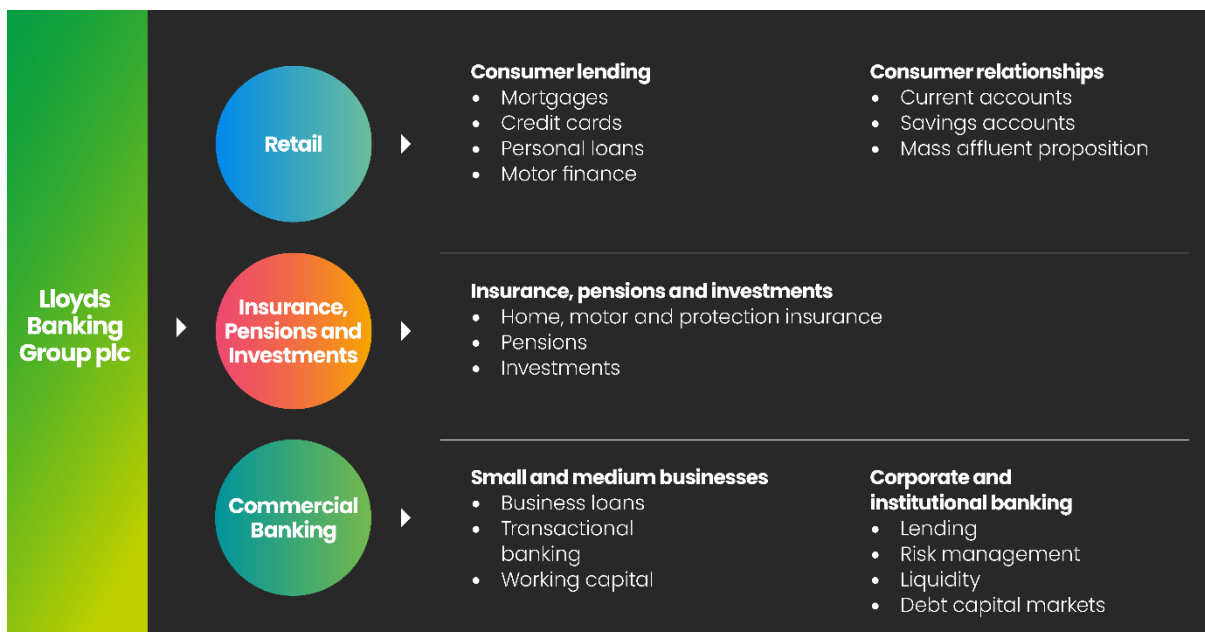 Lloyds
Banking
Group plc
Retail
Consumer lending
• Mortgages
• Credit cards
• Personal loans
• Motor finance
Consumer relationships
• Current accounts
• Savings accounts
• Mass affluent proposition
Insurance,
Pensions and
Investments
Insurance, pensions and investments
• Home, motor and protection insurance
• Pensions
• Investments
Commercial
Banking
Small and medium businesses
• Business loans
• Transactional
banking
• Working capital
Corporate and
institutional banking
• Lending
• Risk management
• Liquidity
• Debt capital markets